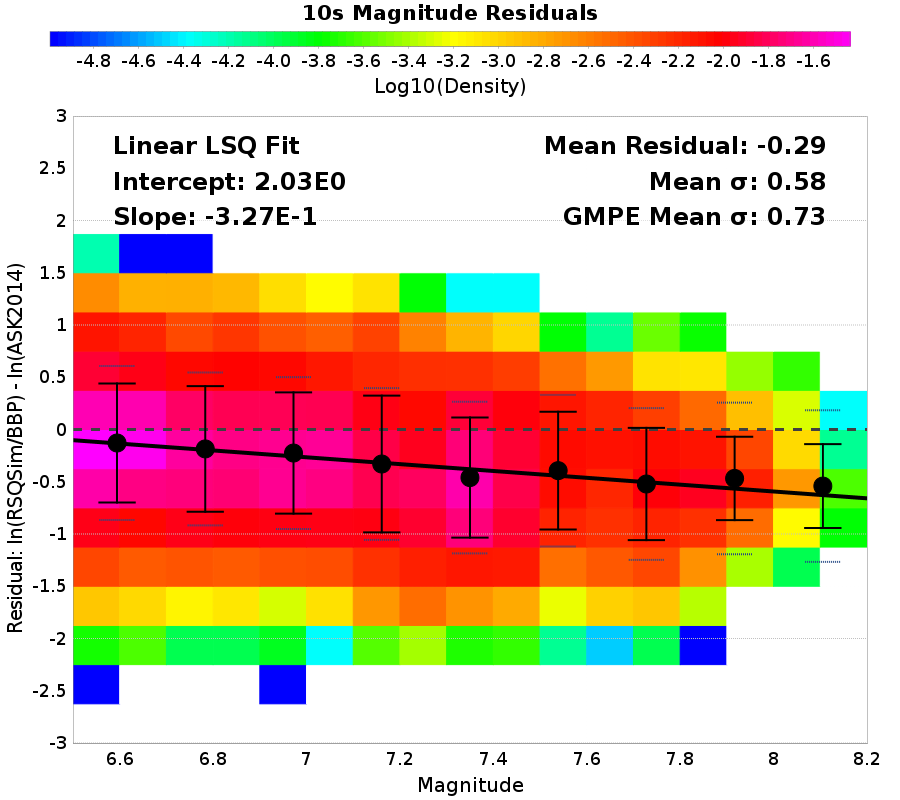 10s Magnitude Residuals
-4.8 -4.6 -4.4 -4.2 -4.0 -3.8 -3.6 -3.4 -3.2 -3.0 -2.8 -2.6 -2.4 -2.2 -2.0 -1.8 -1.6
Log10(Density)
Linear LSQ Fit
Intercept: 2.03E0
Slope: -3.27E-1
Mean Residual: -0.29
Mean σ: 0.58
GMPE Mean σ: 0.73
Residual: ln(RSQSim/BBP) - ln(ASK2014)
3
2.5
2
1.5
1
0.5
0
-0.5
-1
-1.5
-2
-2.5
-3
6.6 6.8 7 7.2 7.4 7.6 7.8 8 8.2
Magnitude